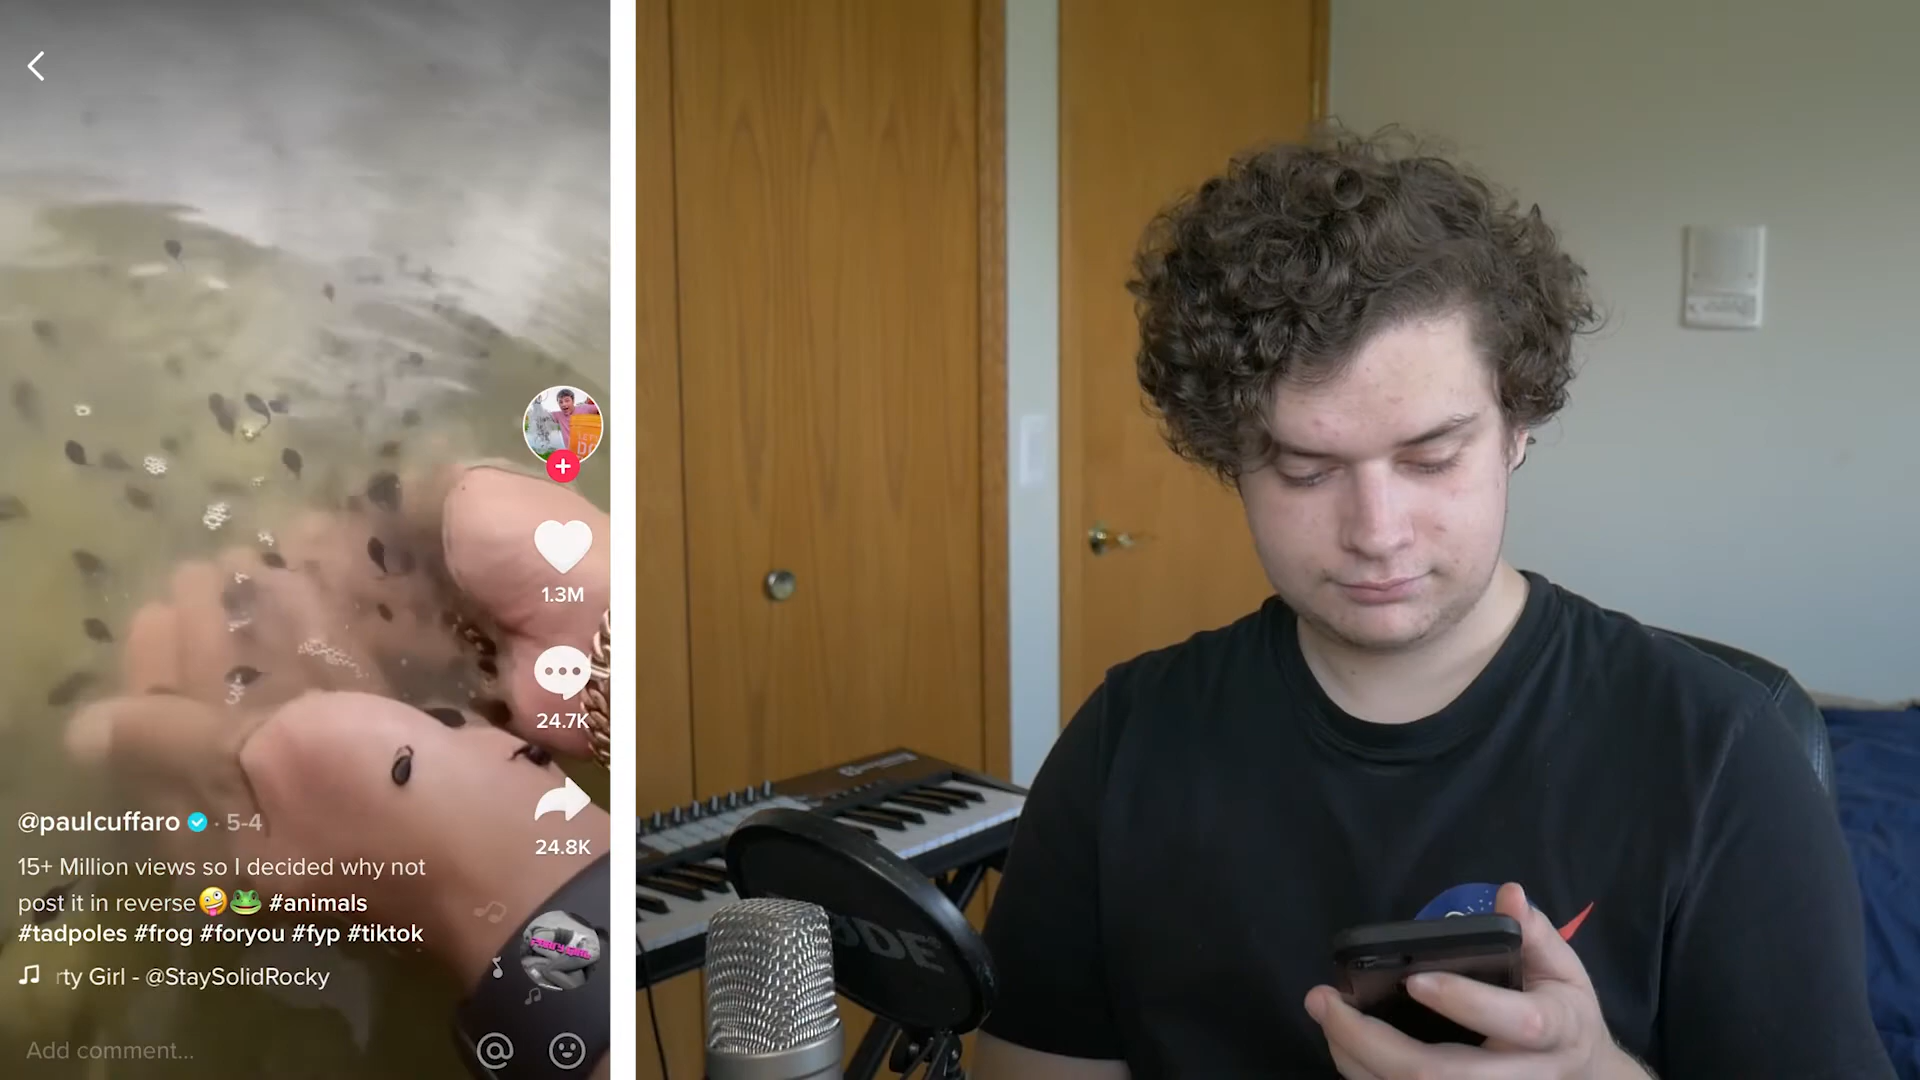 1.3M
24.7K
24.8K
@paulcuffaro · 5-4
15+ Million views so I decided why not
post it in reverse🤪🐸 #animals
#tadpoles #frog #foryou #fyp #tiktok
rty Girl - @StaySolidRocky
Add comment...